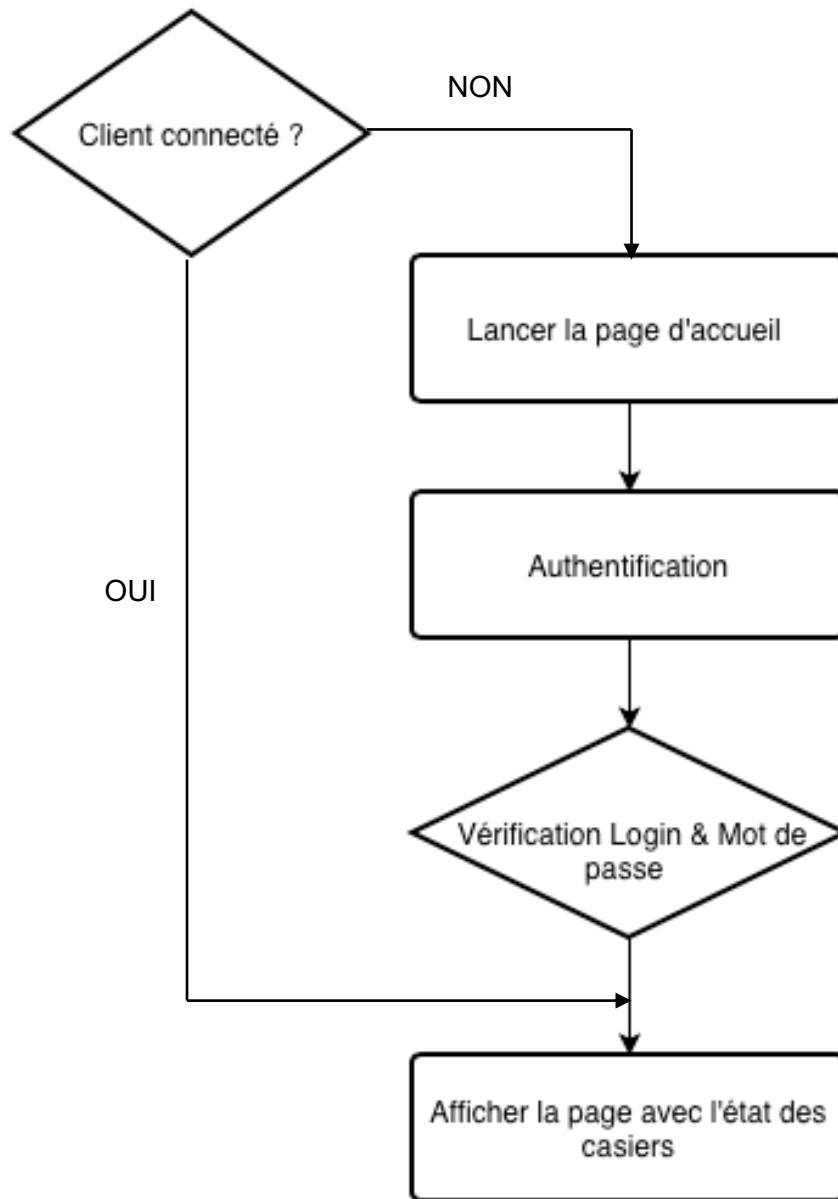 NON
Client connecté ?
Lancer la page d'accueil
Authentification
OUI
Vérification Login & Mot de
passe
Afficher la page avec l'état des
casiers